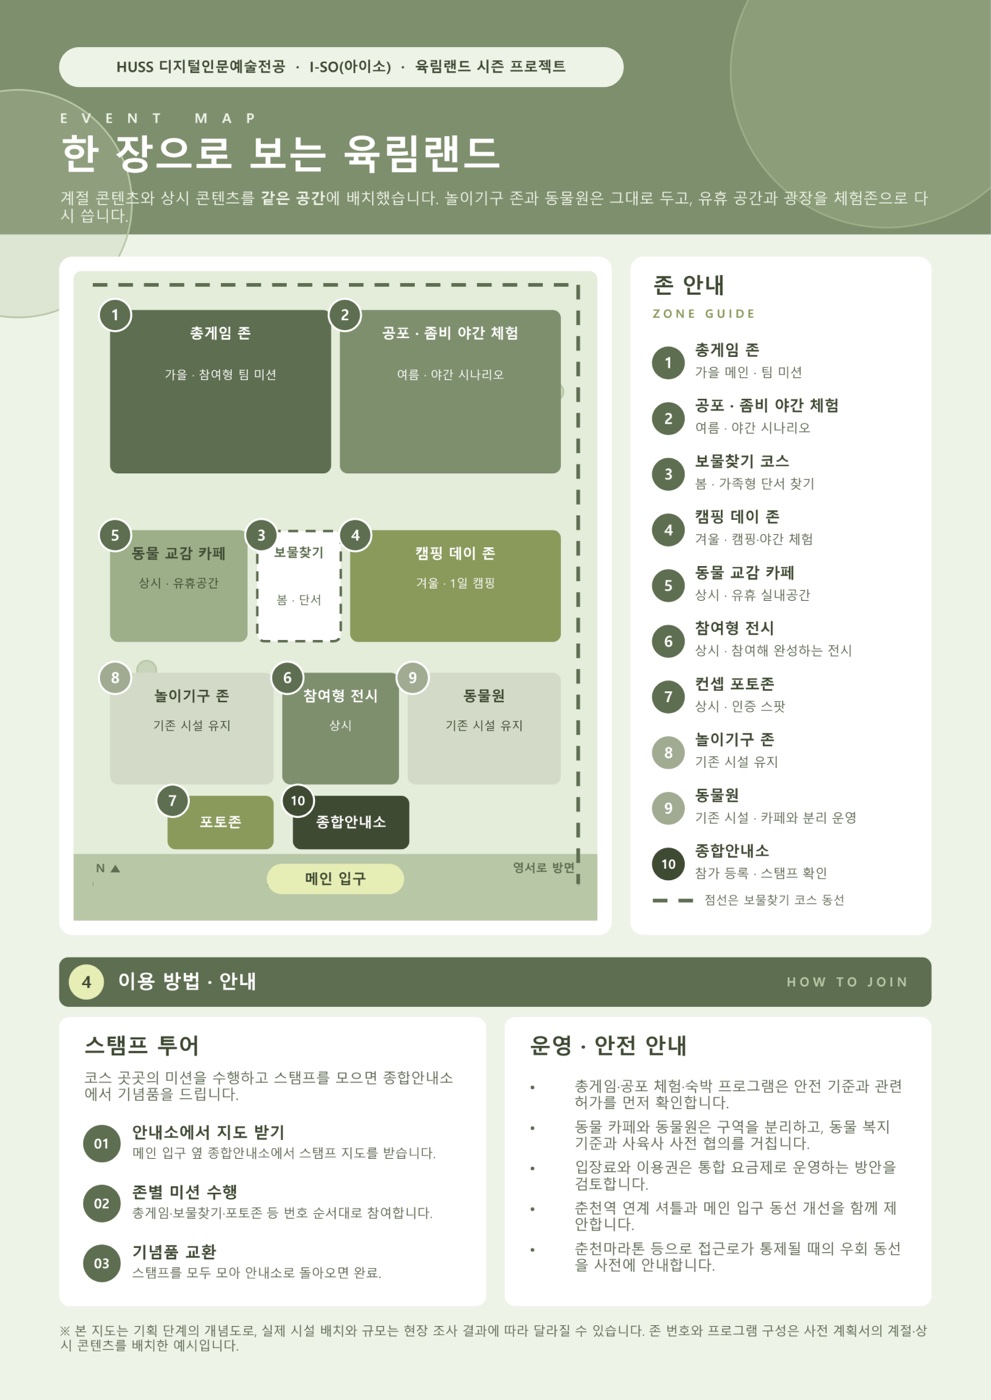 HUSS 디지털인문예술전공 · I-SO(아이소) · 육림랜드 시즌 프로젝트
EVENT MAP
한 장으로 보는 육림랜드
계절 콘텐츠와 상시 콘텐츠를 같은 공간에 배치했습니다. 놀이기구 존과 동물원은 그대로 두고, 유휴 공간과 광장을 체험존으로 다
시 씁니다.
1
총게임 존
가을 · 참여형 팀 미션
2
공포 · 좀비 야간 체험
여름 · 야간 시나리오
5
동물 교감 카페
상시 · 유휴공간
3
보물찾기
봄 · 단서
4
캠핑 데이 존
겨울 · 1일 캠핑
8
놀이기구 존
기존 시설 유지
6
참여형 전시
상시
9
동물원
기존 시설 유지
7
포토존
10
종합안내소
N ▲
메인 입구
영서로 방면
존 안내
ZONE GUIDE
1
총게임 존
가을 메인 · 팀 미션
2
공포 · 좀비 야간 체험
여름 · 야간 시나리오
3
보물찾기 코스
봄 · 가족형 단서 찾기
4
캠핑 데이 존
겨울 · 캠핑·야간 체험
5
동물 교감 카페
상시 · 유휴 실내공간
6
참여형 전시
상시 · 참여해 완성하는 전시
7
컨셉 포토존
상시 · 인증 스팟
8
놀이기구 존
기존 시설 유지
9
동물원
기존 시설 · 카페와 분리 운영
10
종합안내소
참가 등록 · 스탬프 확인
점선은 보물찾기 코스 동선
4
이용 방법 · 안내
HOW TO JOIN
스탬프 투어
코스 곳곳의 미션을 수행하고 스탬프를 모으면 종합안내소
에서 기념품을 드립니다.
01
안내소에서 지도 받기
메인 입구 옆 종합안내소에서 스탬프 지도를 받습니다.
02
존별 미션 수행
총게임·보물찾기·포토존 등 번호 순서대로 참여합니다.
03
기념품 교환
스탬프를 모두 모아 안내소로 돌아오면 완료.
운영 · 안전 안내
• 총게임·공포 체험·숙박 프로그램은 안전 기준과 관련
허가를 먼저 확인합니다.
• 동물 카페와 동물원은 구역을 분리하고, 동물 복지
기준과 사육사 사전 협의를 거칩니다.
• 입장료와 이용권은 통합 요금제로 운영하는 방안을
검토합니다.
• 춘천역 연계 셔틀과 메인 입구 동선 개선을 함께 제
안합니다.
• 춘천마라톤 등으로 접근로가 통제될 때의 우회 동선
을 사전에 안내합니다.
※ 본 지도는 기획 단계의 개념도로, 실제 시설 배치와 규모는 현장 조사 결과에 따라 달라질 수 있습니다. 존 번호와 프로그램 구성은 사전 계획서의 계절·상
시 콘텐츠를 배치한 예시입니다.